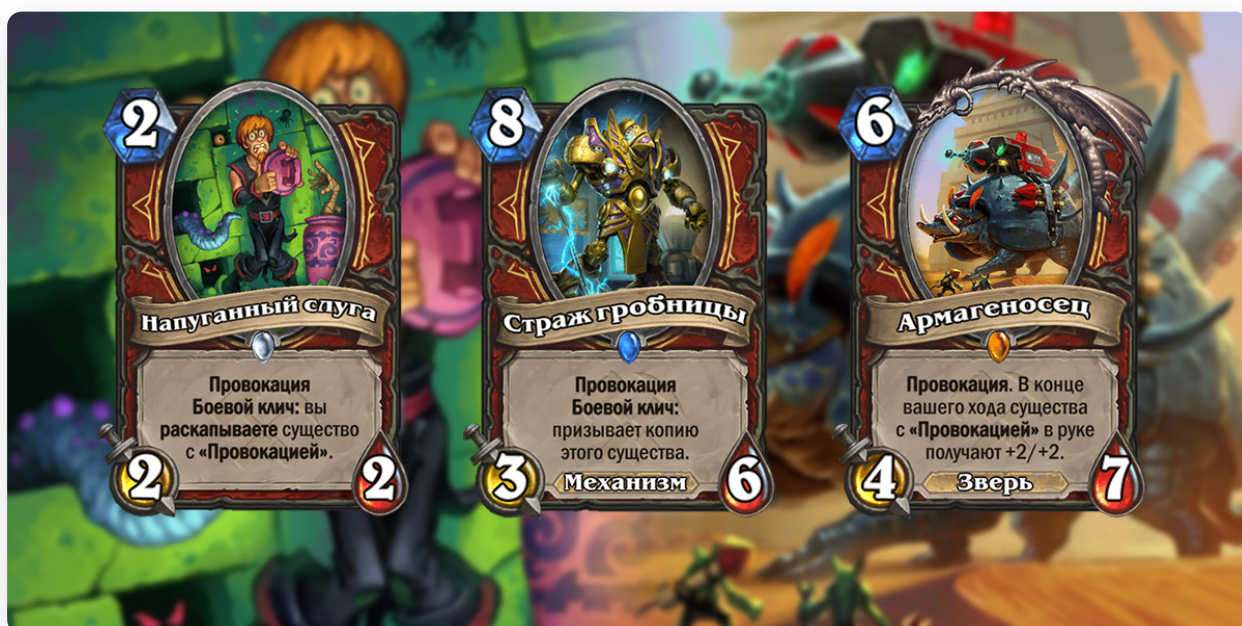 2
Напуганный слуга
Провокация
Боевой клич: вы
раскапываете существо
с «Провокацией».
2
2
8
Страж гробницы
Провокация
Боевой клич:
призывает копию
этого существа.
3
Механизм
6
6
Армагеносец
Провокация. В конце
вашего хода существа
с «Провокацией» в руке
получают +2/+2.
4
Зверь
7